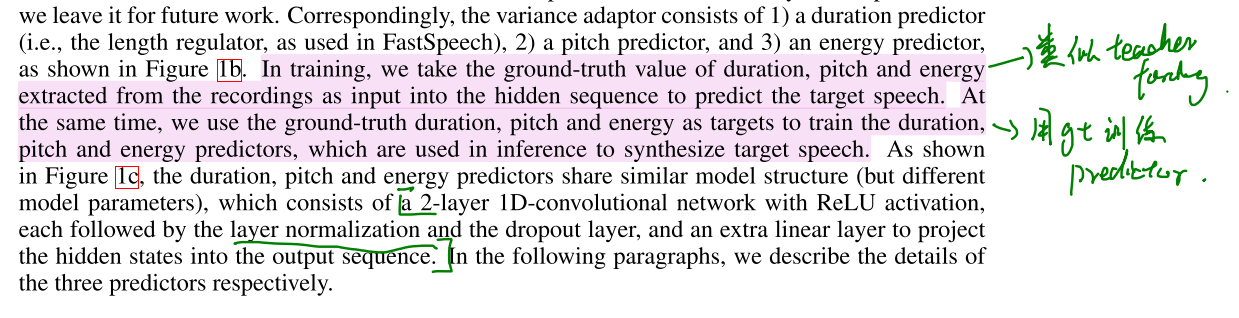 we leave it for future work. Correspondingly, the variance adaptor consists of 1) a duration predictor
(i.e., the length regulator, as used in FastSpeech), 2) a pitch predictor, and 3) an energy predictor,
as shown in Figure 1b. In training, we take the ground-truth value of duration, pitch and energy
extracted from the recordings as input into the hidden sequence to predict the target speech. At
the same time, we use the ground-truth duration, pitch and energy as targets to train the duration,
pitch and energy predictors, which are used in inference to synthesize target speech. As shown
in Figure 1c, the duration, pitch and energy predictors share similar model structure (but different
model parameters), which consists of a 2-layer 1D-convolutional network with ReLU activation,
each followed by the layer normalization and the dropout layer, and an extra linear layer to project
the hidden states into the output sequence. In the following paragraphs, we describe the details of
the three predictors respectively.
→ 类似 teacher
→ 用gt 训练
predictor.